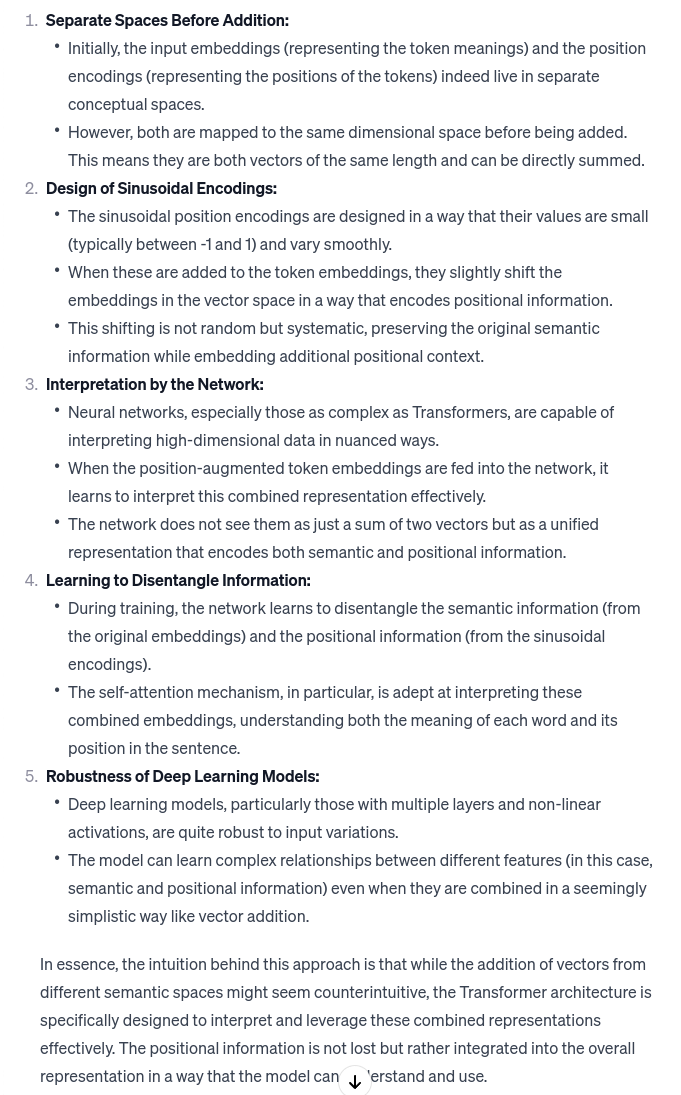 1. Separate Spaces Before Addition:
• Initially, the input embeddings (representing the token meanings) and the position
encodings (representing the positions of the tokens) indeed live in separate
conceptual spaces.
• However, both are mapped to the same dimensional space before being added.
This means they are both vectors of the same length and can be directly summed.
2. Design of Sinusoidal Encodings:
• The sinusoidal position encodings are designed in a way that their values are small
(typically between -1 and 1) and vary smoothly.
• When these are added to the token embeddings, they slightly shift the
embeddings in the vector space in a way that encodes positional information.
• This shifting is not random but systematic, preserving the original semantic
information while embedding additional positional context.
3. Interpretation by the Network:
• Neural networks, especially those as complex as Transformers, are capable of
interpreting high-dimensional data in nuanced ways.
• When the position-augmented token embeddings are fed into the network, it
learns to interpret this combined representation effectively.
• The network does not see them as just a sum of two vectors but as a unified
representation that encodes both semantic and positional information.
4. Learning to Disentangle Information:
• During training, the network learns to disentangle the semantic information (from
the original embeddings) and the positional information (from the sinusoidal
encodings).
• The self-attention mechanism, in particular, is adept at interpreting these
combined embeddings, understanding both the meaning of each word and its
position in the sentence.
5. Robustness of Deep Learning Models:
• Deep learning models, particularly those with multiple layers and non-linear
activations, are quite robust to input variations.
• The model can learn complex relationships between different features (in this case,
semantic and positional information) even when they are combined in a seemingly
simplistic way like vector addition.
In essence, the intuition behind this approach is that while the addition of vectors from
different semantic spaces might seem counterintuitive, the Transformer architecture is
specifically designed to interpret and leverage these combined representations
effectively. The positional information is not lost but rather integrated into the overall
representation in a way that the model can erstand and use.